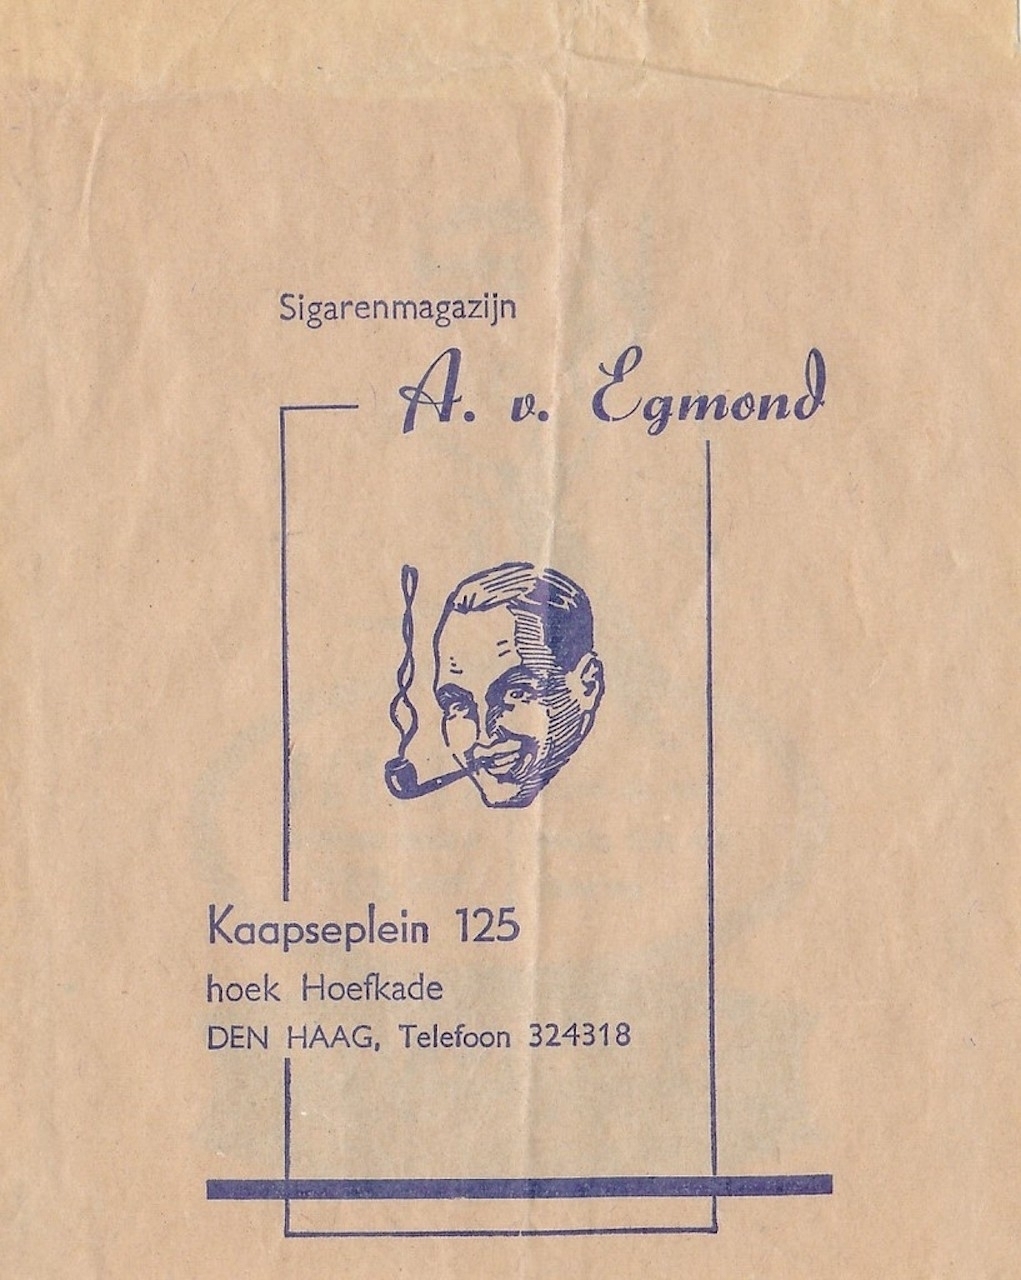 Sigarenmagazijn
A. v. Egmond
Kaapseplein 125
hoek Hoefkade
DEN HAAG, Telefoon 324318